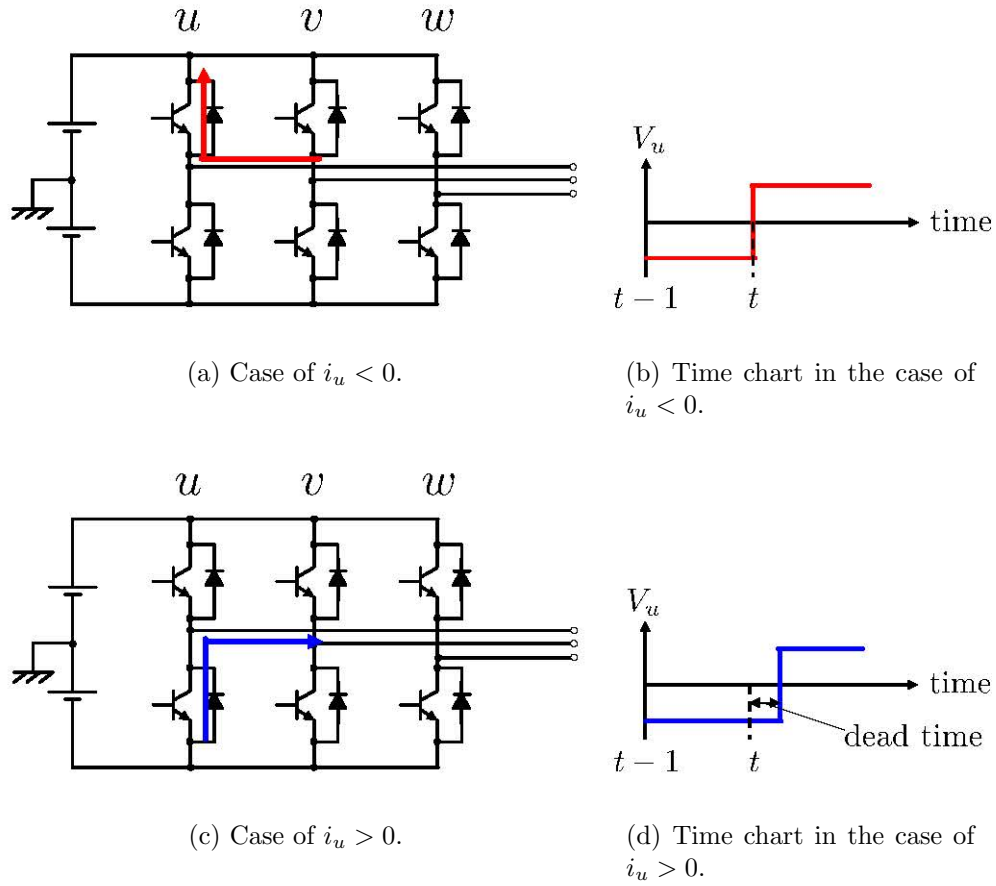 u v w
V_u
time
t − 1 t
(a) Case of i_u < 0.
(b) Time chart in the case of
i_u < 0.
u v w
V_u
time
dead time
t − 1 t
(c) Case of i_u > 0.
(d) Time chart in the case of
i_u > 0.